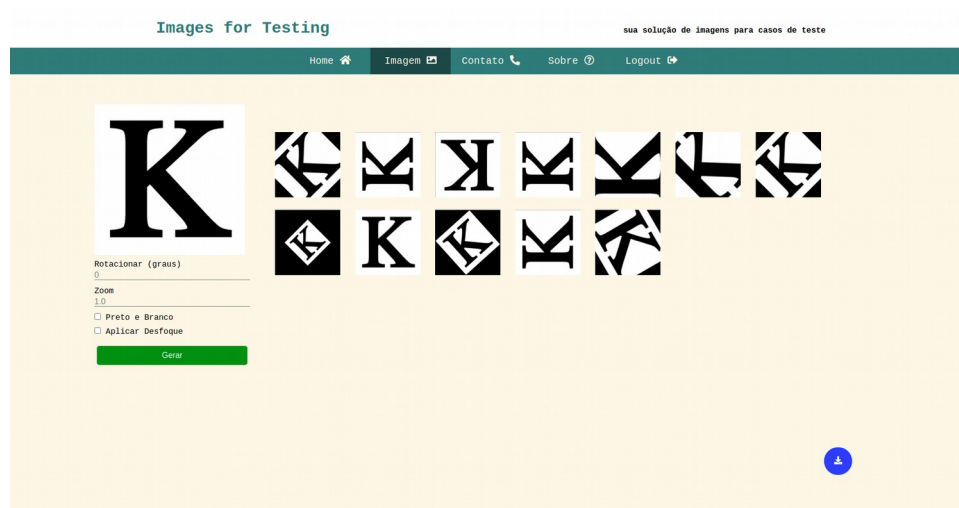 Images for Testing
sua solução de imagens para casos de teste
Home Imagem Contato Sobre Logout
K
K K K K K K K
K K K K K
Rotacionar (graus)
0
Zoom
1.0
Preto e Branco
Aplicar Desfoque
Gerar